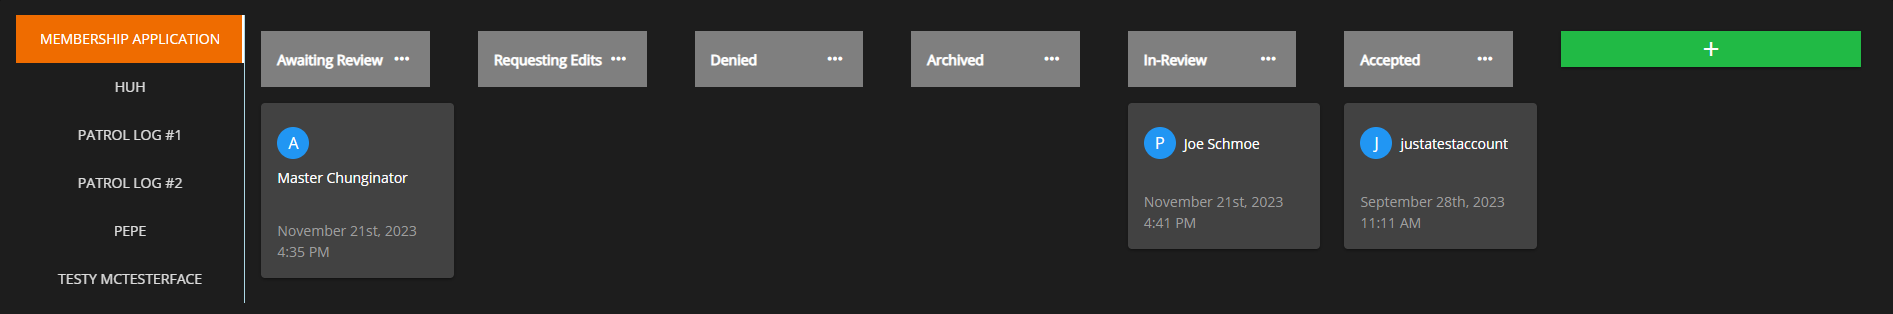 MEMBERSHIP APPLICATION
HUH
PATROL LOG #1
PATROL LOG #2
PEPE
TESTY MCTESTERFACE
Awaiting Review
A
Master Chunginator
November 21st, 2023
4:35 PM
Requesting Edits
Denied
Archived
In-Review
P Joe Schmoe
November 21st, 2023
4:41 PM
Accepted
J justatestaccount
September 28th, 2023
11:11 AM
+